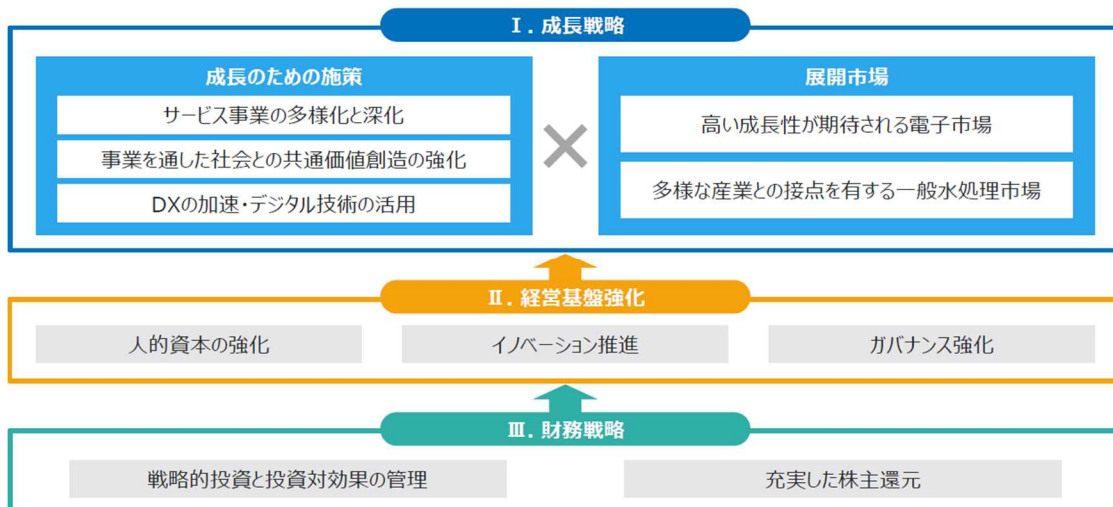 Ⅰ. 成長戦略
成長のための施策
サービス事業の多様化と深化
事業を通した社会との共通価値創造の強化
DXの加速・デジタル技術の活用
展開市場
高い成長性が期待される電子市場
多様な産業との接点を有する一般水処理市場
Ⅱ. 経営基盤強化
人的資本の強化
イノベーション推進
ガバナンス強化
Ⅲ. 財務戦略
戦略的投資と投資対効果の管理
充実した株主還元